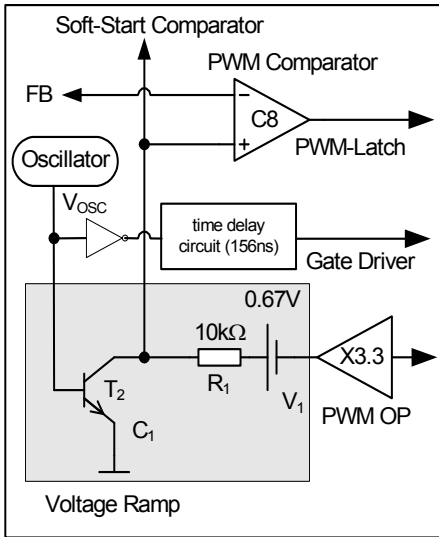 Soft-Start Comparator
PWM Comparator
FB
−
C8
+
PWM-Latch
Oscillator
VOSC
time delay
circuit (156ns)
Gate Driver
0.67V
10kΩ
X3.3
T2
R1
V1
C1
PWM OP
Voltage Ramp